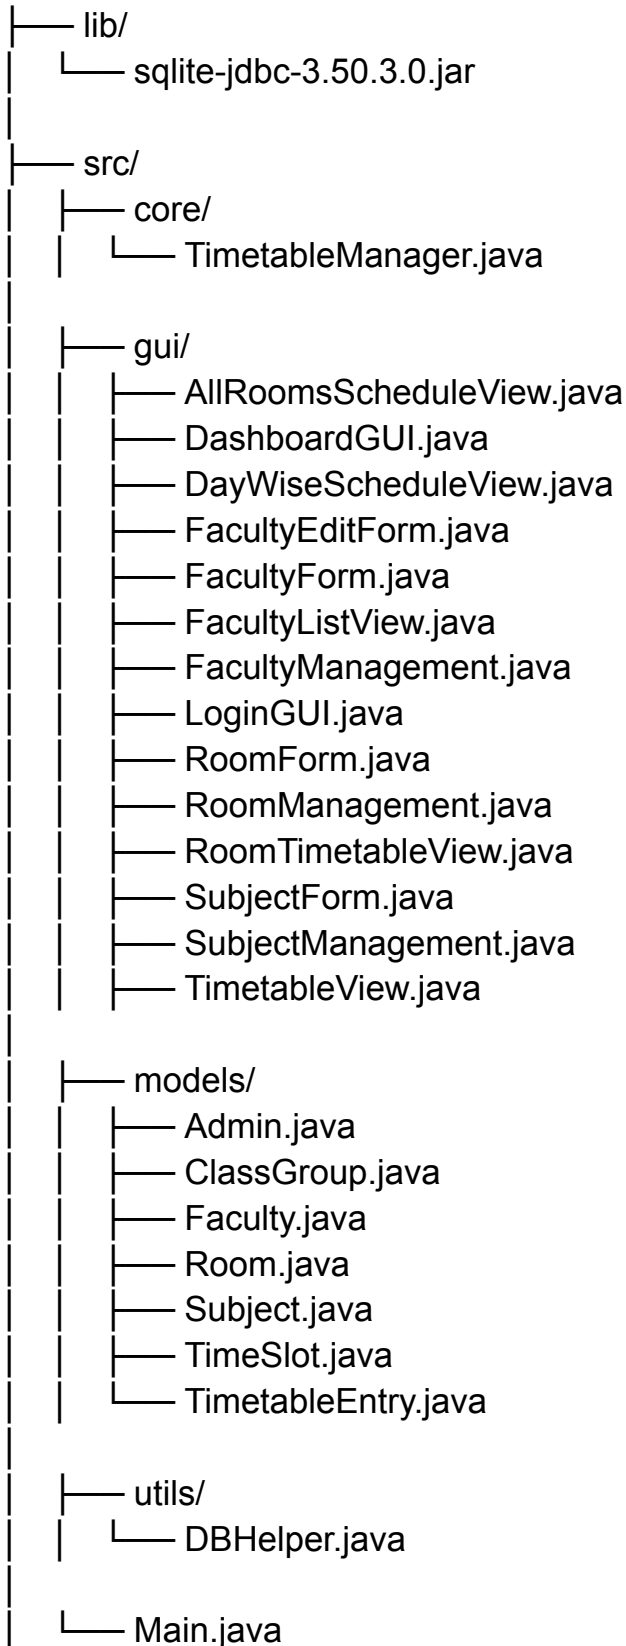 ├── lib/
│   └── sqlite-jdbc-3.50.3.0.jar
│
├── src/
│   ├── core/
│   │   └── TimetableManager.java
│
│   ├── gui/
│   │   ├── AllRoomsScheduleView.java
│   │   ├── DashboardGUI.java
│   │   ├── DayWiseScheduleView.java
│   │   ├── FacultyEditForm.java
│   │   ├── FacultyForm.java
│   │   ├── FacultyListView.java
│   │   ├── FacultyManagement.java
│   │   ├── LoginGUI.java
│   │   ├── RoomForm.java
│   │   ├── RoomManagement.java
│   │   ├── RoomTimetableView.java
│   │   ├── SubjectForm.java
│   │   ├── SubjectManagement.java
│   │   ├── TimetableView.java
│
│   ├── models/
│   │   ├── Admin.java
│   │   ├── ClassGroup.java
│   │   ├── Faculty.java
│   │   ├── Room.java
│   │   ├── Subject.java
│   │   ├── TimeSlot.java
│   │   └── TimetableEntry.java
│
│   ├── utils/
│   │   └── DBHelper.java
│
│   └── Main.java